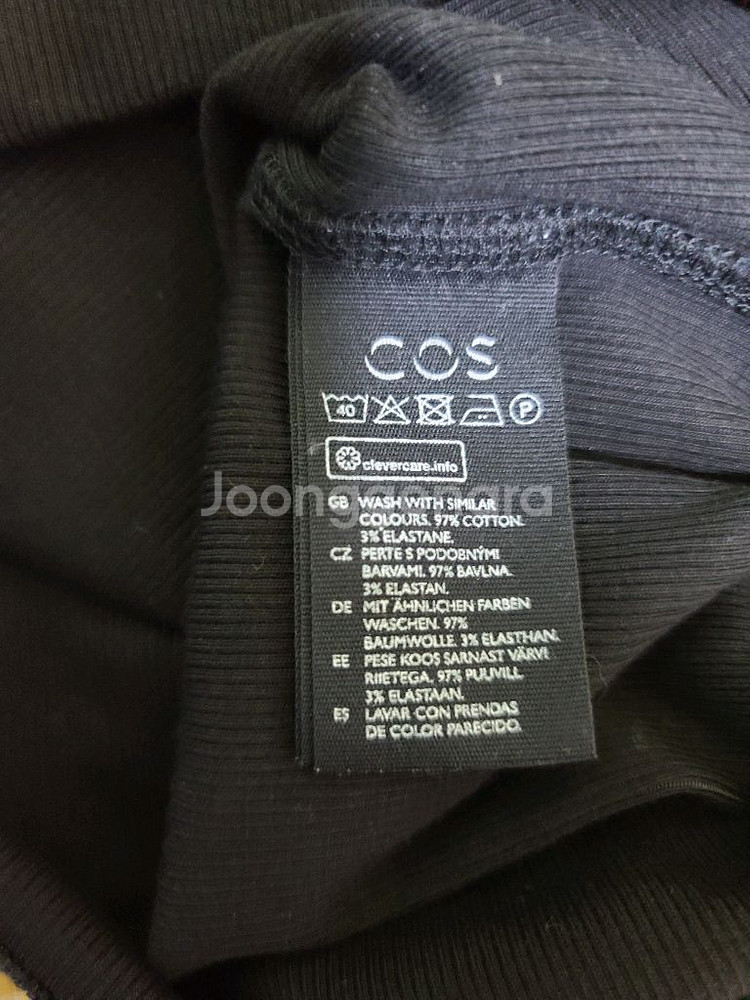 COS
40 P
clevercare.info
Joonggonara
GB WASH WITH SIMILAR
COLOURS. 97% COTTON.
3% ELASTANE.
CZ PERTE S PODOBNÝMI
BARVAMI. 97% BAVLNA.
3% ELASTAN.
DE MIT ÄHNLICHEN FARBEN
WASCHEN. 97%
BAUMWOLLE. 3% ELASTHAN.
EE PESE KOOS SARNAST VÄRVI
RIIETEGA. 97% PUUVILL.
3% ELASTAAN.
ES LAVAR CON PRENDAS
DE COLOR PARECIDO.